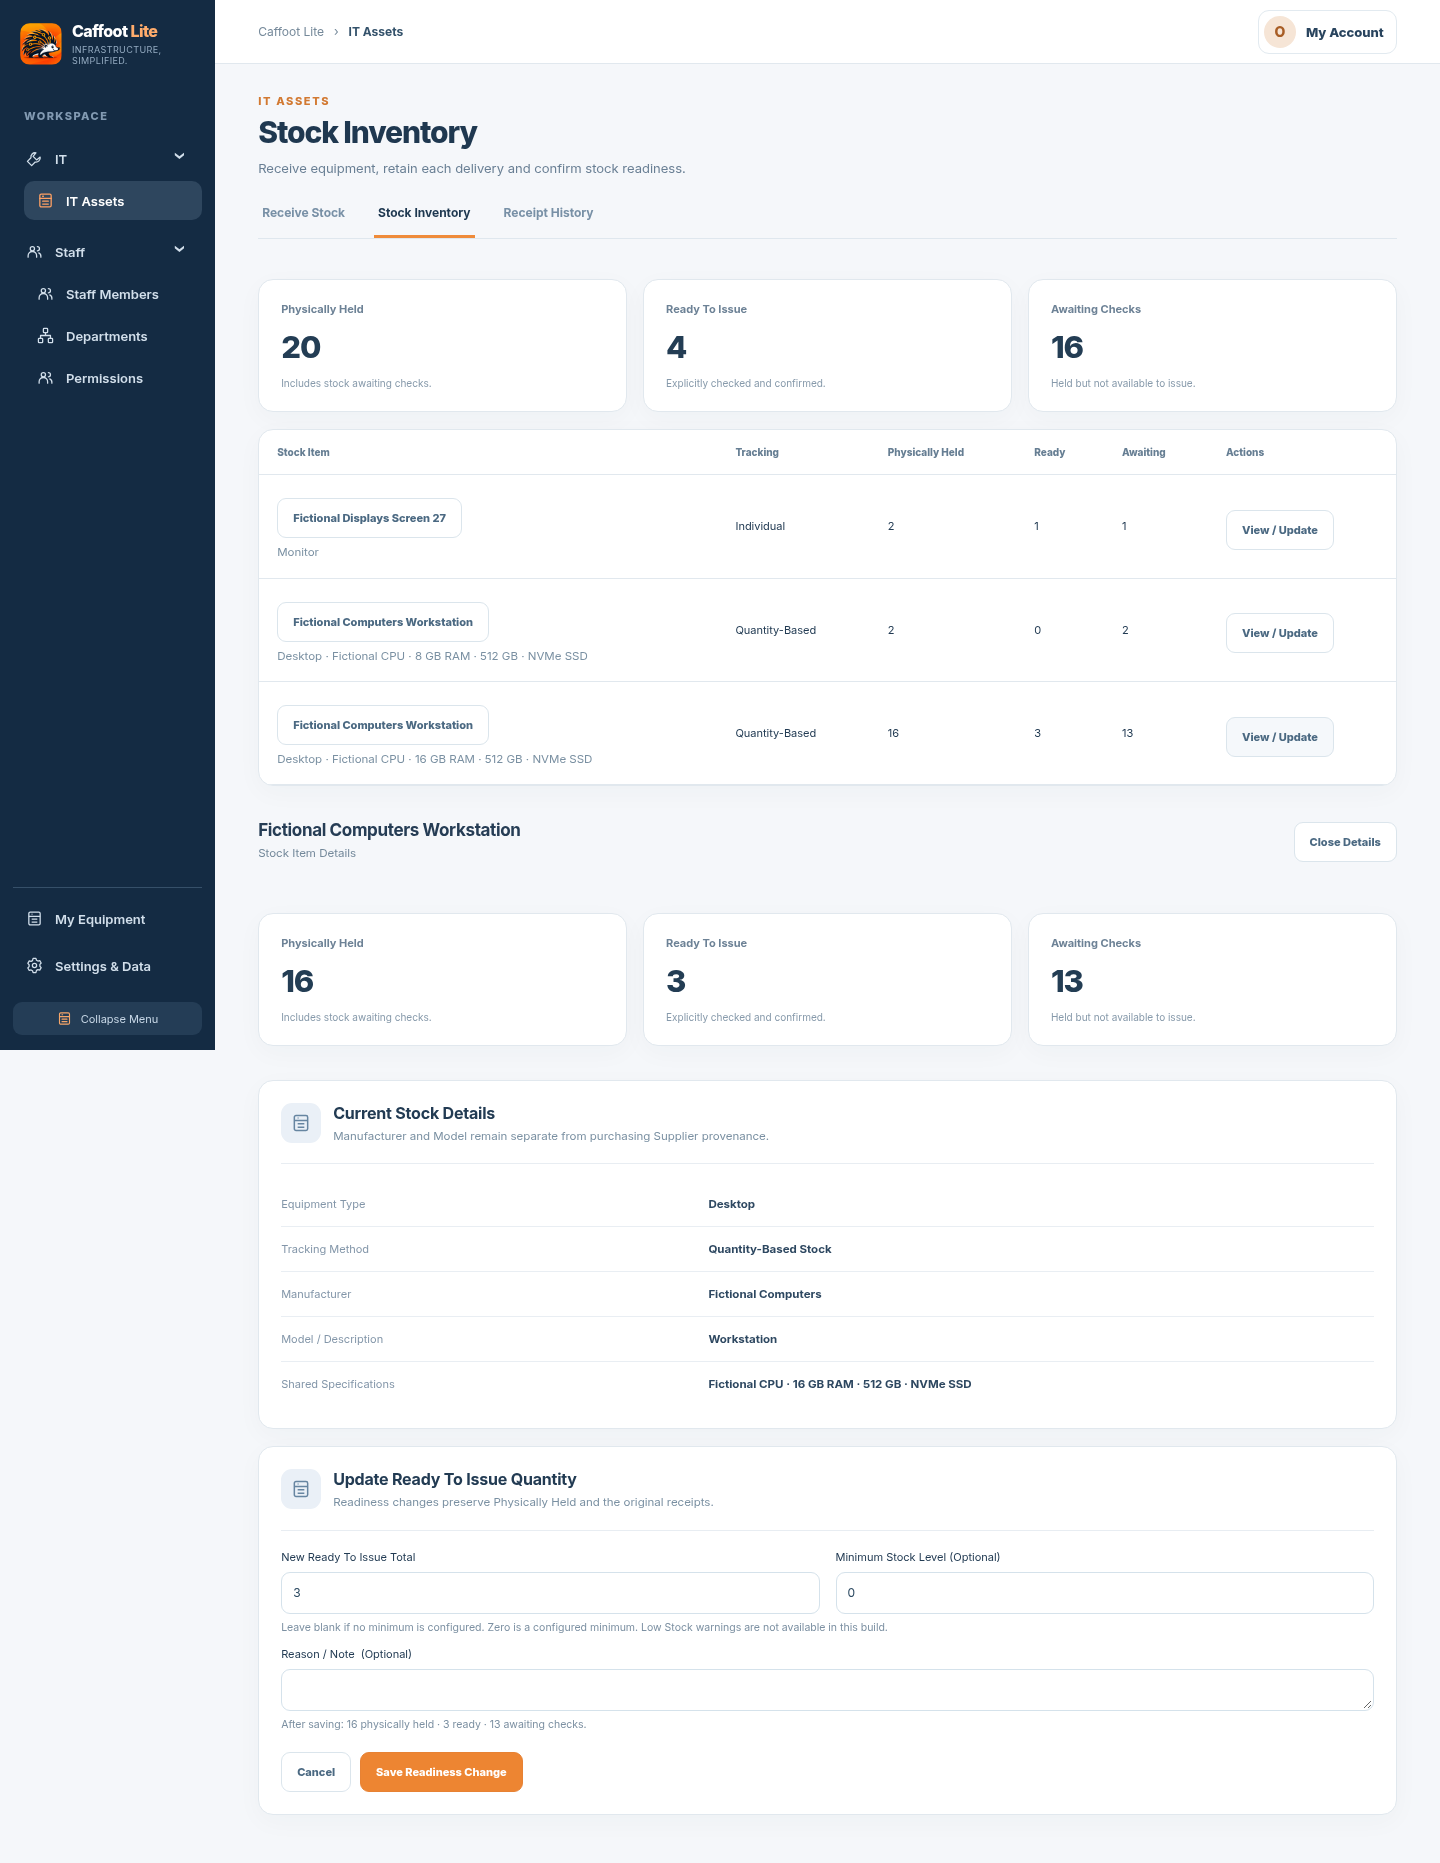 Caffoot Lite
INFRASTRUCTURE,
SIMPLIFIED.
WORKSPACE
IT
IT Assets
Staff
Staff Members
Departments
Permissions
My Equipment
Settings & Data
Collapse Menu
Caffoot Lite › IT Assets
O My Account
IT ASSETS
Stock Inventory
Receive equipment, retain each delivery and confirm stock readiness.
Receive Stock Stock Inventory Receipt History
Physically Held Ready To Issue Awaiting Checks
20 4 16
Includes stock awaiting checks. Explicitly checked and confirmed. Held but not available to issue.
Stock Item Tracking Physically Held Ready Awaiting Actions
Fictional Displays Screen 27 Individual 2 1 1 View / Update
Monitor
Fictional Computers Workstation Quantity-Based 2 0 2 View / Update
Desktop · Fictional CPU · 8 GB RAM · 512 GB · NVMe SSD
Fictional Computers Workstation Quantity-Based 16 3 13 View / Update
Desktop · Fictional CPU · 16 GB RAM · 512 GB · NVMe SSD
Fictional Computers Workstation
Stock Item Details
Close Details
Physically Held Ready To Issue Awaiting Checks
16 3 13
Includes stock awaiting checks. Explicitly checked and confirmed. Held but not available to issue.
Current Stock Details
Manufacturer and Model remain separate from purchasing Supplier provenance.
Equipment Type Desktop
Tracking Method Quantity-Based Stock
Manufacturer Fictional Computers
Model / Description Workstation
Shared Specifications Fictional CPU · 16 GB RAM · 512 GB · NVMe SSD
Update Ready To Issue Quantity
Readiness changes preserve Physically Held and the original receipts.
New Ready To Issue Total Minimum Stock Level (Optional)
3 0
Leave blank if no minimum is configured. Zero is a configured minimum. Low Stock warnings are not available in this build.
Reason / Note (Optional)
After saving: 16 physically held · 3 ready · 13 awaiting checks.
Cancel Save Readiness Change